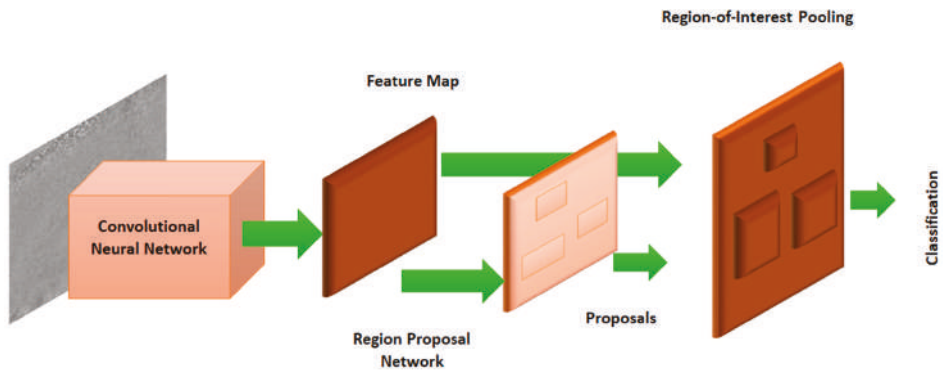 Region-of-Interest Pooling
Feature Map
Convolutional
Neural Network
Region Proposal
Network
Proposals
Classification